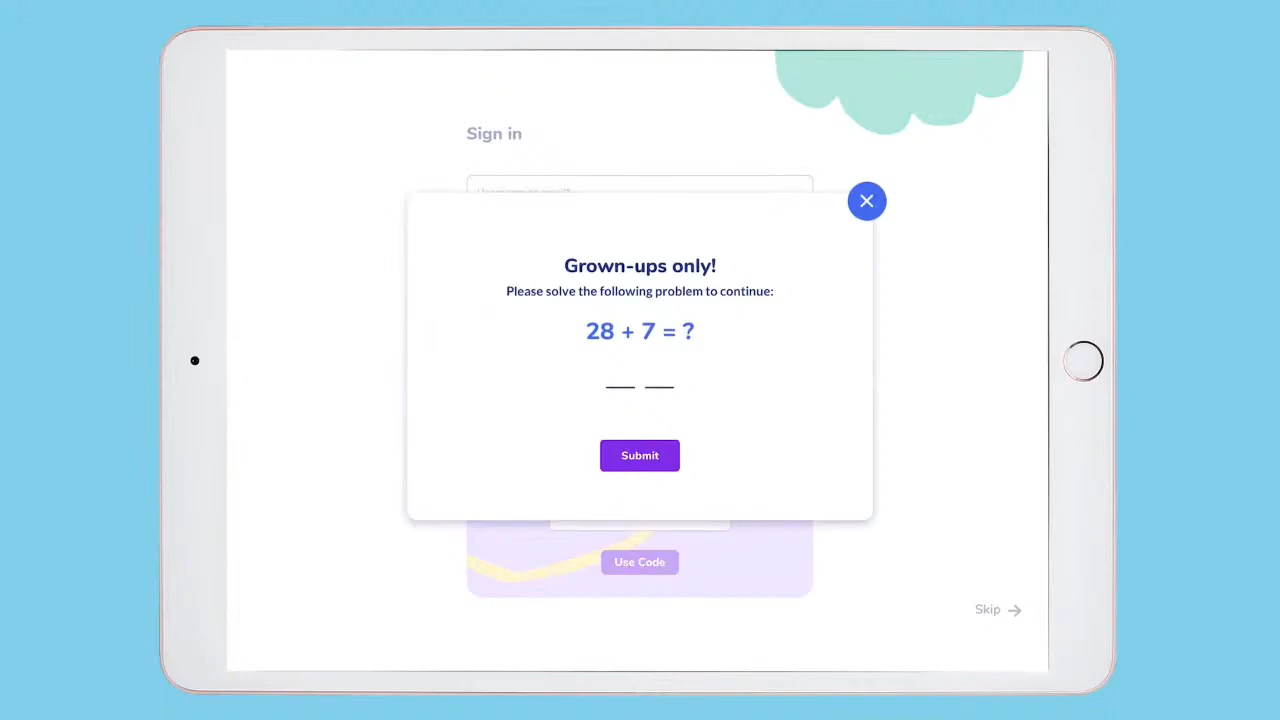 Sign in
Grown-ups only!
Please solve the following problem to continue:
28 + 7 = ?
Submit
Use Code
Skip